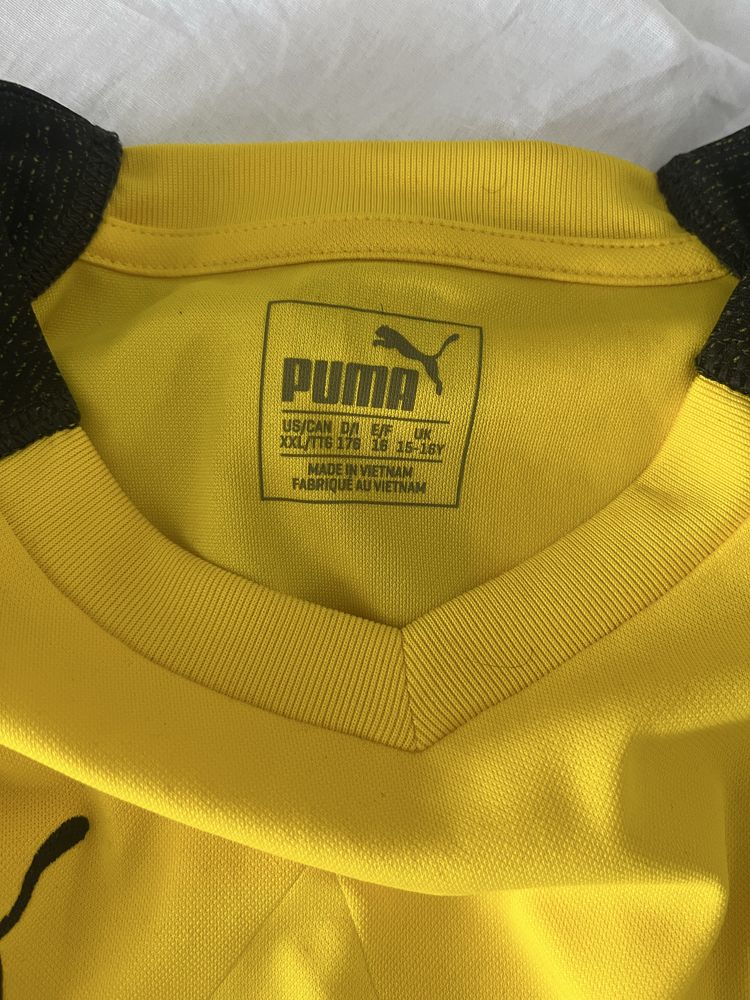 PUMA
US/CAN D/I E/F UK
XXL/TTG 176 16 15-16Y
MADE IN VIETNAM
FABRIQUÉ AU VIETNAM